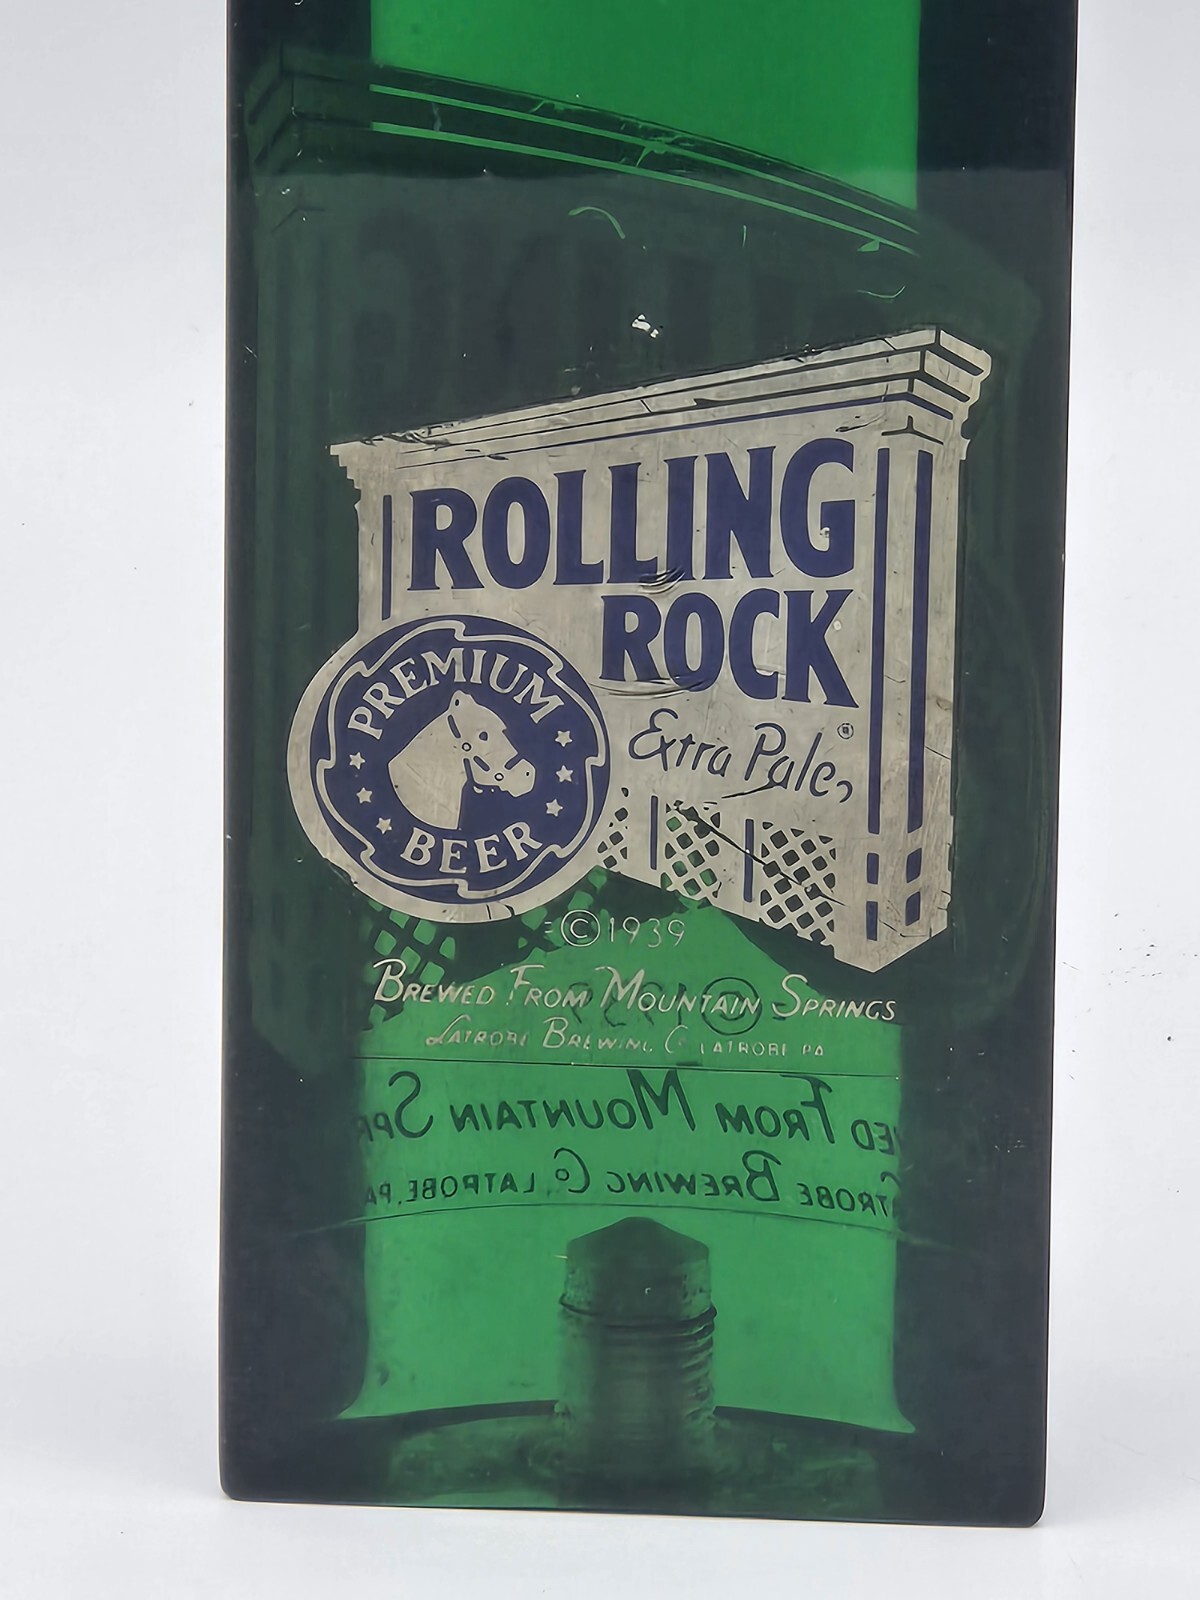 ROLLING
ROCK
®
Extra Pale
PREMIUM
BEER
©1939
BREWED FROM MOUNTAIN SPRINGS
LATROBE BREWING Co LATROBE PA